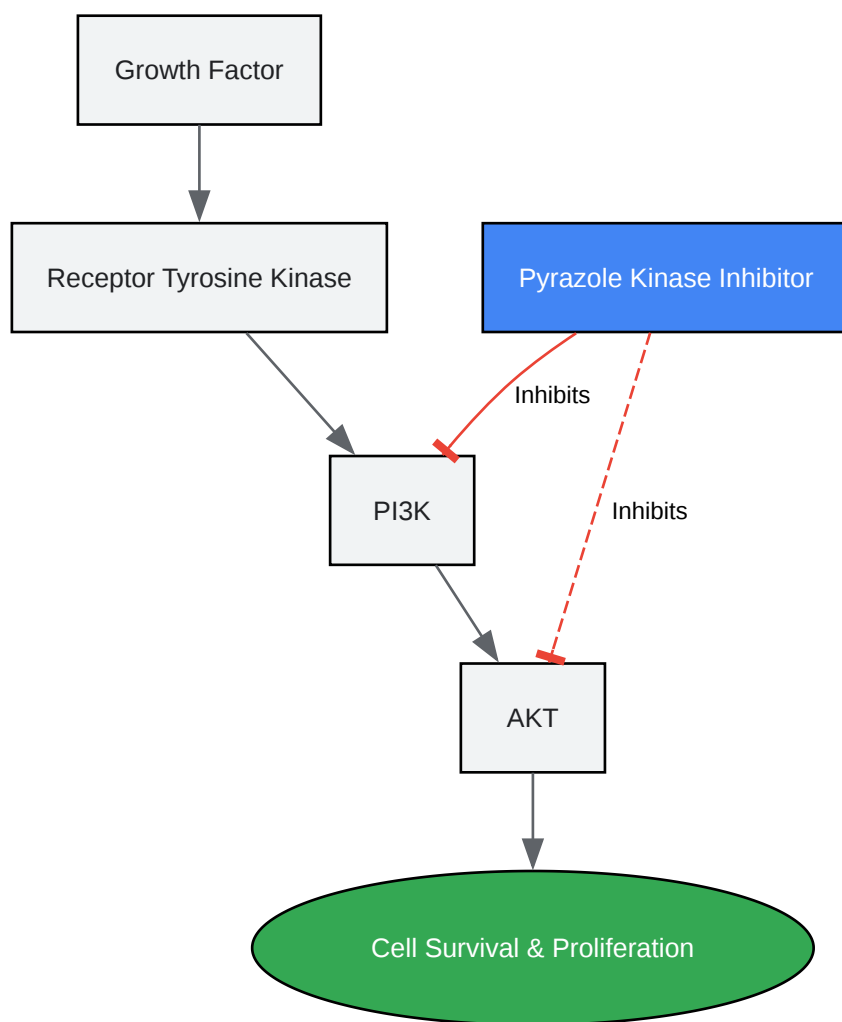 Growth Factor
Receptor Tyrosine Kinase
Pyrazole Kinase Inhibitor
Inhibits
PI3K
Inhibits
AKT
Cell Survival & Proliferation